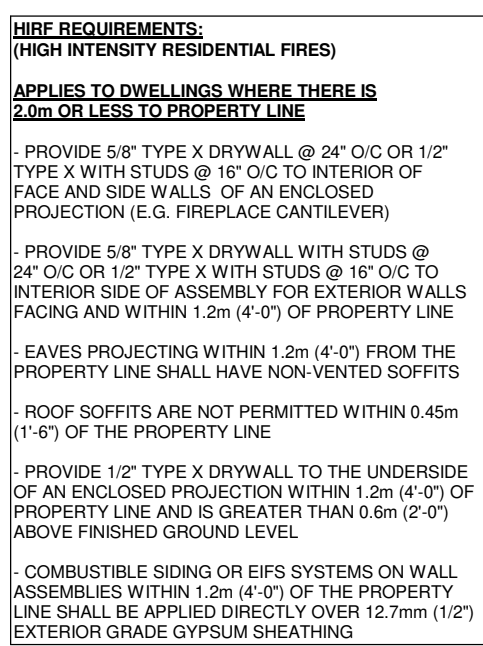 HIRF REQUIREMENTS:
(HIGH INTENSITY RESIDENTIAL FIRES)
APPLIES TO DWELLINGS WHERE THERE IS
2.0m OR LESS TO PROPERTY LINE
- PROVIDE 5/8" TYPE X DRYWALL @ 24" O/C OR 1/2"
TYPE X WITH STUDS @ 16" O/C TO INTERIOR OF
FACE AND SIDE WALLS OF AN ENCLOSED
PROJECTION (E.G. FIREPLACE CANTILEVER)
- PROVIDE 5/8" TYPE X DRYWALL WITH STUDS @
24" O/C OR 1/2" TYPE X WITH STUDS @ 16" O/C TO
INTERIOR SIDE OF ASSEMBLY FOR EXTERIOR WALLS
FACING AND WITHIN 1.2m (4'-0") OF PROPERTY LINE
- EAVES PROJECTING WITHIN 1.2m (4'-0") FROM THE
PROPERTY LINE SHALL HAVE NON-VENTED SOFFITS
- ROOF SOFFITS ARE NOT PERMITTED WITHIN 0.45m
(1'-6") OF THE PROPERTY LINE
- PROVIDE 1/2" TYPE X DRYWALL TO THE UNDERSIDE
OF AN ENCLOSED PROJECTION WITHIN 1.2m (4'-0") OF
PROPERTY LINE AND IS GREATER THAN 0.6m (2'-0")
ABOVE FINISHED GROUND LEVEL
- COMBUSTIBLE SIDING OR EIFS SYSTEMS ON WALL
ASSEMBLIES WITHIN 1.2m (4'-0") OF THE PROPERTY
LINE SHALL BE APPLIED DIRECTLY OVER 12.7mm (1/2")
EXTERIOR GRADE GYPSUM SHEATHING